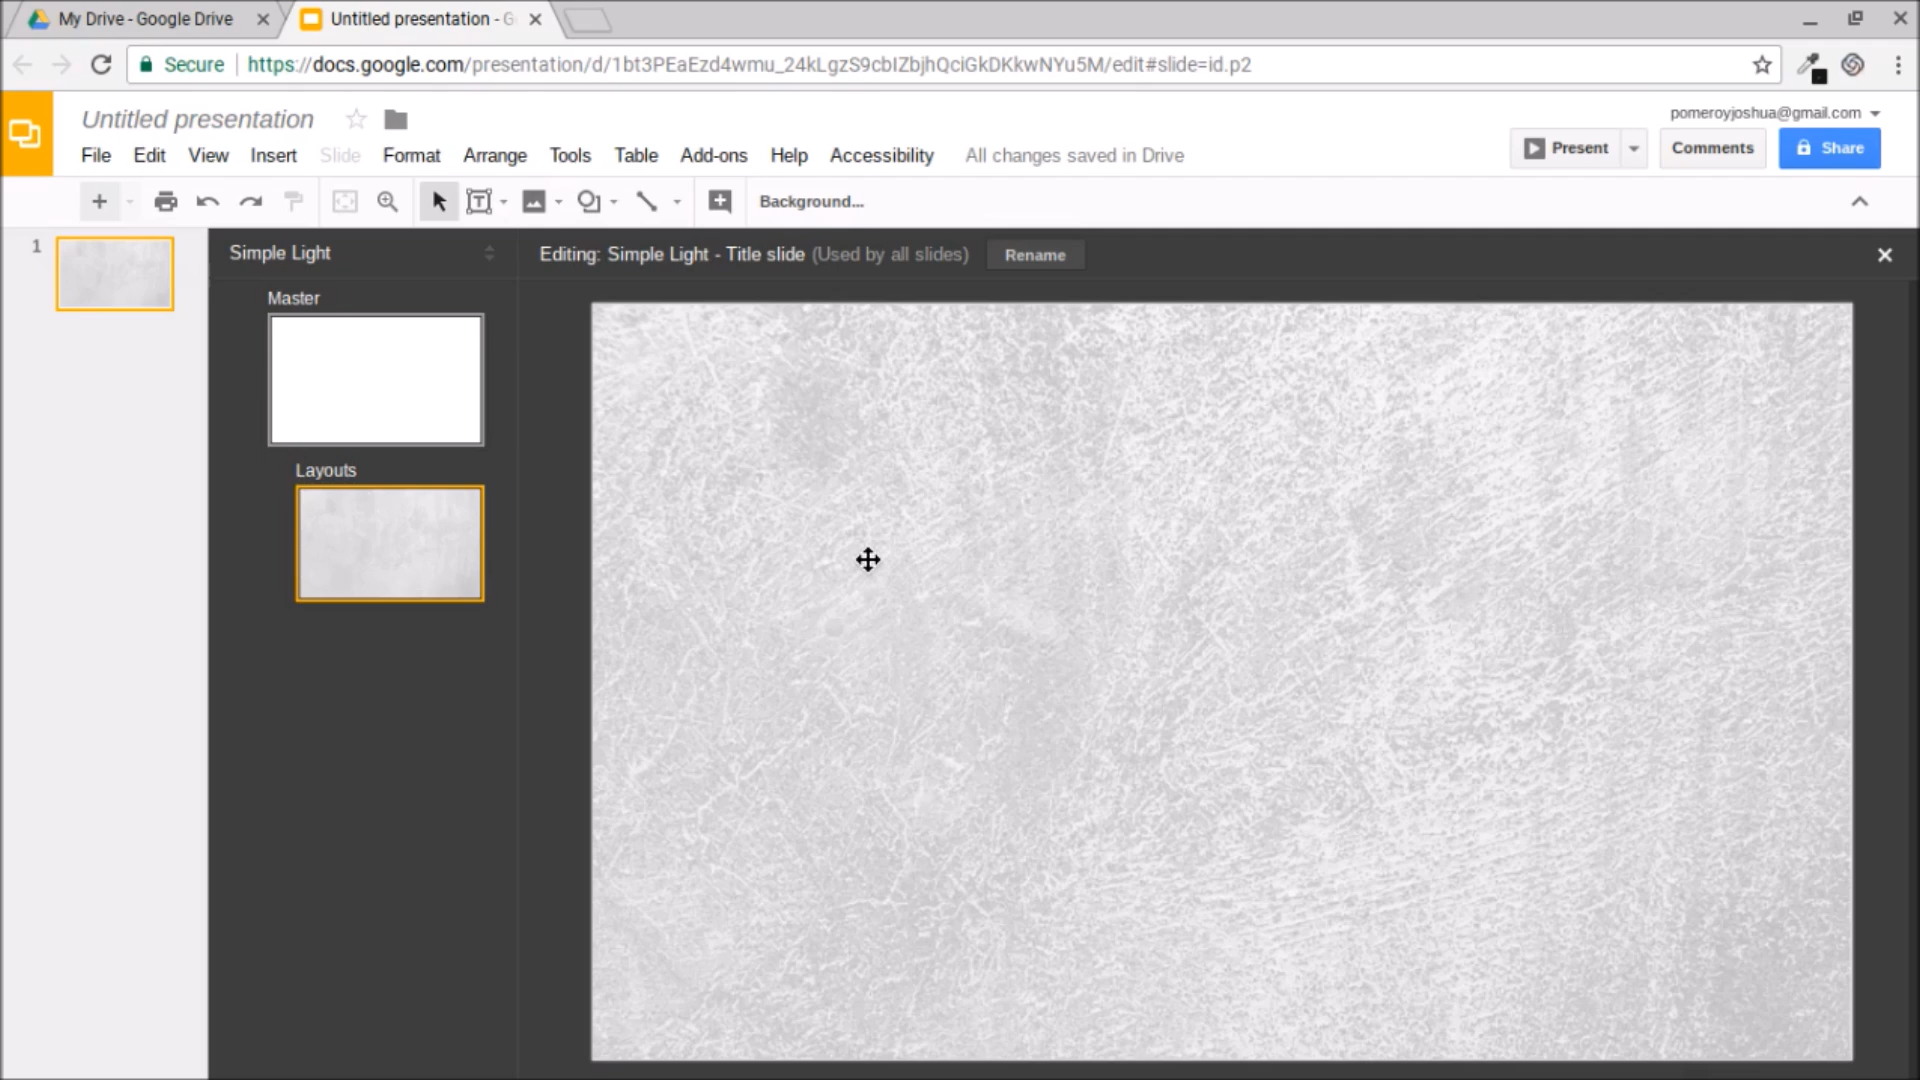 My Drive - Google Drive
Untitled presentation - G
Secure
https://docs.google.com/presentation/d/1bt3PEaEzd4wmu_24kLgzS9cbIZbjhQciGkDKkwNYu5M/edit#slide=id.p2
Untitled presentation
pomeroyjoshua@gmail.com
File Edit View Insert Slide Format Arrange Tools Table Add-ons Help Accessibility All changes saved in Drive
Present
Comments
Share
Background...
1
Simple Light
Editing: Simple Light - Title slide (Used by all slides)
Rename
Master
Layouts